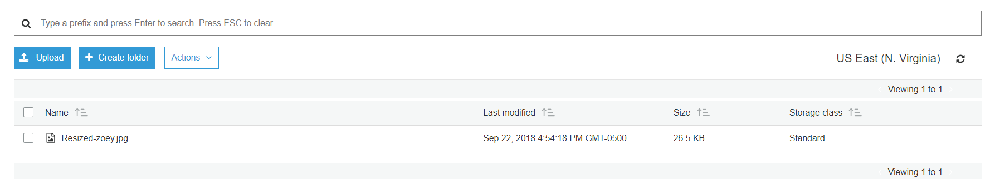 Type a prefix and press Enter to search. Press ESC to clear.
Upload Create folder Actions US East (N. Virginia)
Viewing 1 to 1
Name Last modified Size Storage class
Resized-zoey.jpg Sep 22, 2018 4:54:18 PM GMT-0500 26.5 KB Standard
Viewing 1 to 1